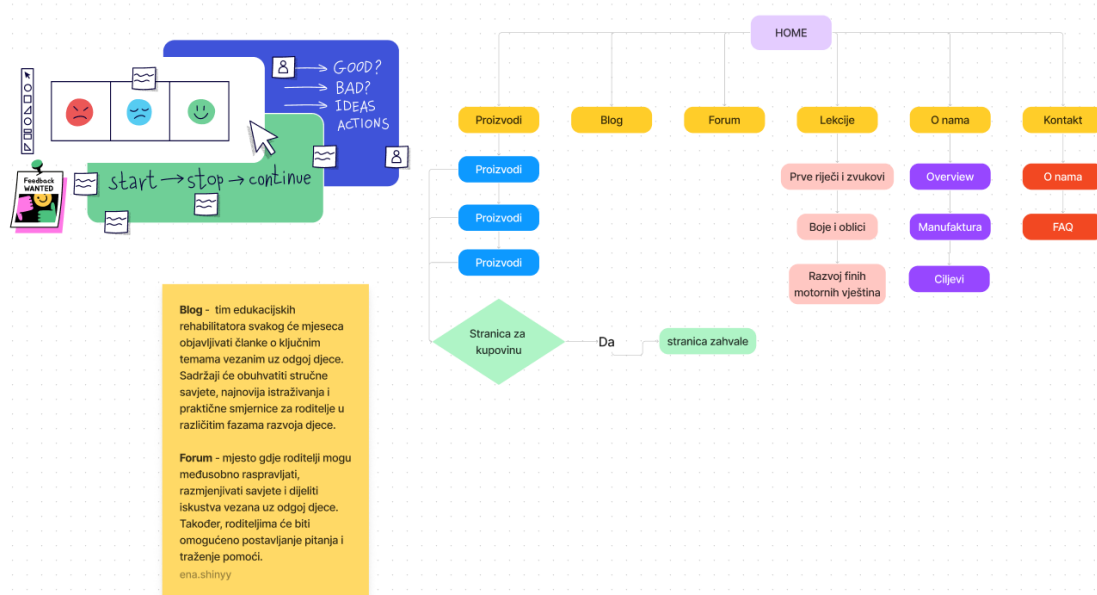 GOOD?
BAD?
IDEAS
ACTIONS
start → stop → continue
Feedback
WANTED
HOME
Proizvodi
Blog
Forum
Lekcije
O nama
Kontakt
Proizvodi
Prve riječi i zvukovi
Overview
O nama
Proizvodi
Boje i oblici
Manufaktura
FAQ
Proizvodi
Razvoj finih
motornih vještina
Ciljevi
Stranica za
kupovinu
Da
stranica zahvale
Blog - tim edukacijskih
rehabilitatora svakog će mjeseca
objavljivati članke o ključnim
temama vezanim uz odgoj djece.
Sadržaji će obuhvatiti stručne
savjete, najnovija istraživanja i
praktične smjernice za roditelje u
različitim fazama razvoja djece.
Forum - mjesto gdje roditelji mogu
međusobno raspravljati,
razmjenjivati savjete i dijeliti
iskustva vezana uz odgoj djece.
Također, roditeljima će biti
omogućeno postavljanje pitanja i
traženje pomoći.
ena.shinyy